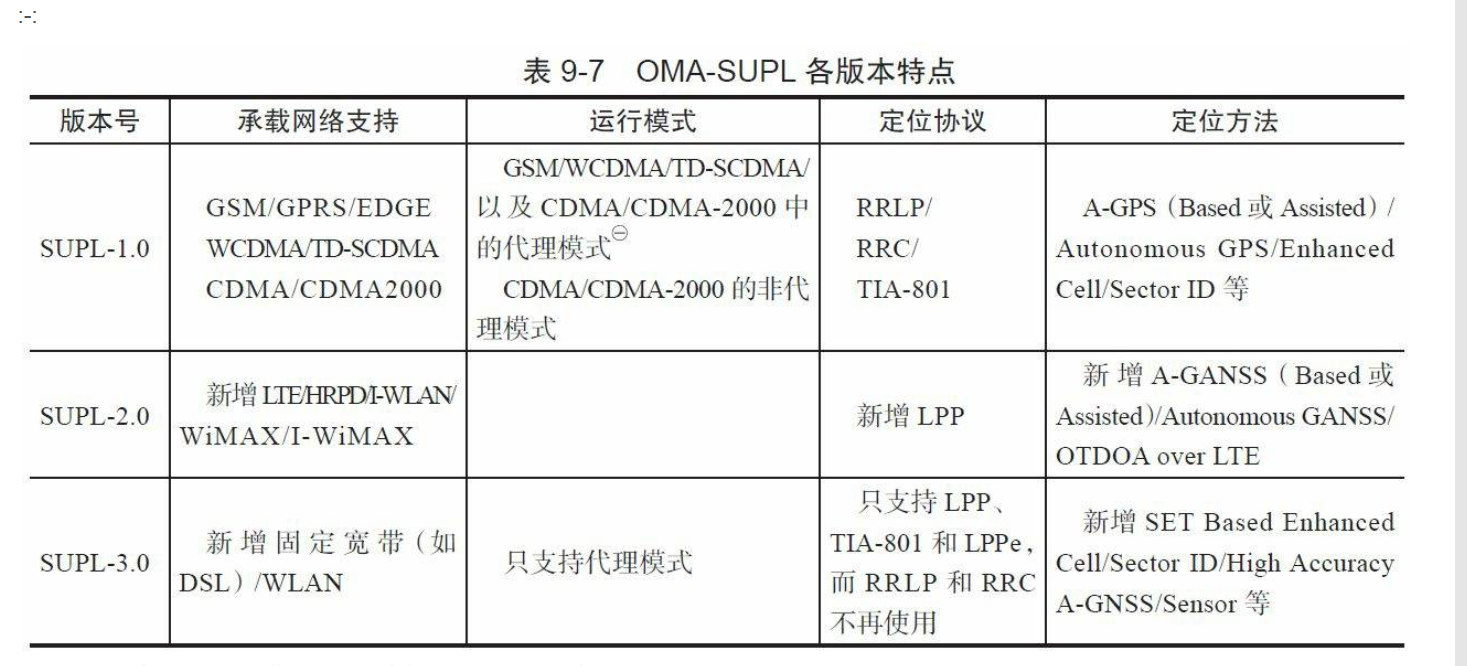 :-:
表 9-7 OMA-SUPL 各版本特点
版本号 承载网络支持 运行模式 定位协议 定位方法
SUPL-1.0
GSM/GPRS/EDGE
WCDMA/TD-SCDMA
CDMA/CDMA2000
GSM/WCDMA/TD-SCDMA/
以及 CDMA/CDMA-2000 中
的代理模式㊀
CDMA/CDMA-2000 的非代
理模式
RRLP/
RRC/
TIA-801
A-GPS（Based 或 Assisted）/
Autonomous GPS/Enhanced
Cell/Sector ID 等
SUPL-2.0
新增 LTE/HRPD/I-WLAN/
WiMAX/I-WiMAX
新增 LPP
新增 A-GANSS（Based 或
Assisted)/Autonomous GANSS/
OTDOA over LTE
SUPL-3.0
新增固定宽带（如
DSL）/WLAN
只支持代理模式
只支持 LPP、
TIA-801 和 LPPe，
而 RRLP 和 RRC
不再使用
新增 SET Based Enhanced
Cell/Sector ID/High Accuracy
A-GNSS/Sensor 等